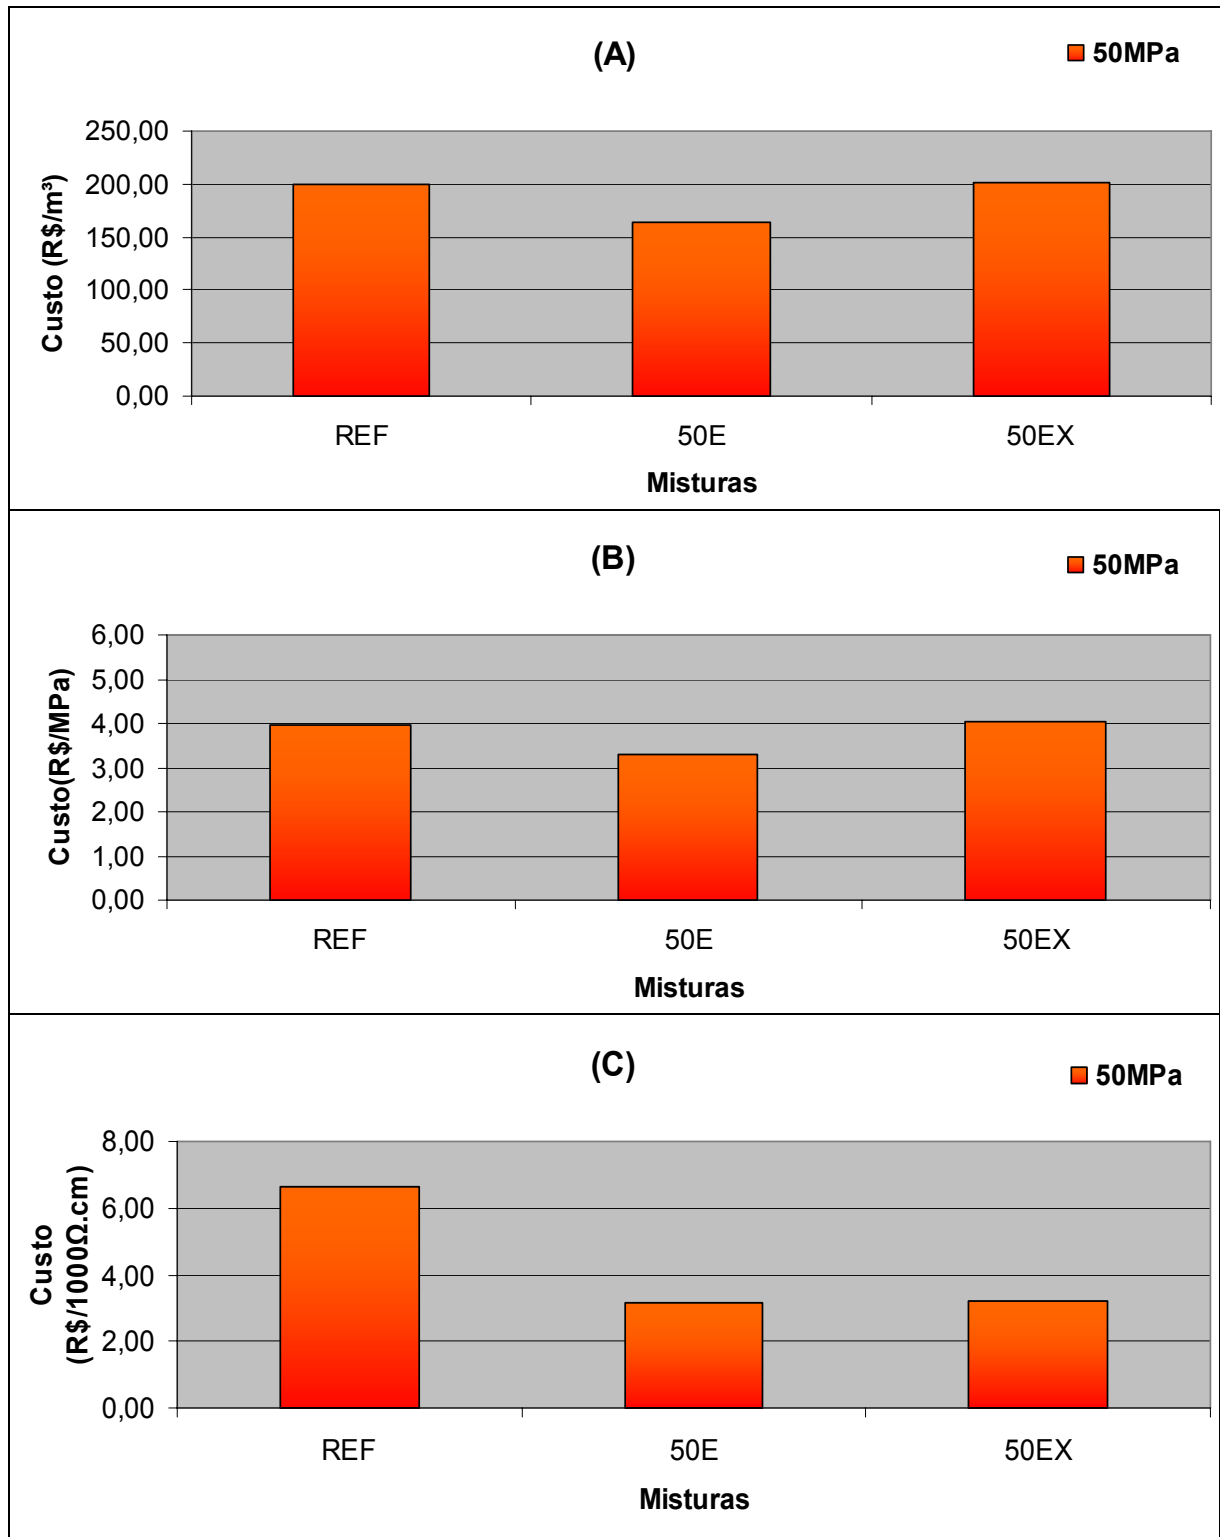 (A)
50MPa
Custo (R$/m³)
250,00
200,00
150,00
100,00
50,00
0,00
REF 50E 50EX
Misturas
(B)
50MPa
Custo(R$/MPa)
6,00
5,00
4,00
3,00
2,00
1,00
0,00
REF 50E 50EX
Misturas
(C)
50MPa
Custo
(R$/1000Ω.cm)
8,00
6,00
4,00
2,00
0,00
REF 50E 50EX
Misturas